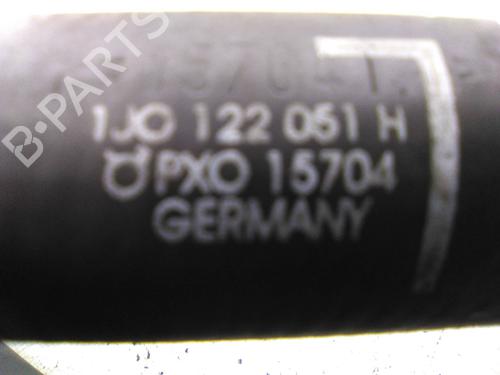 1JO 122 051 H
PXO 15704
GERMANY
B-PARTS